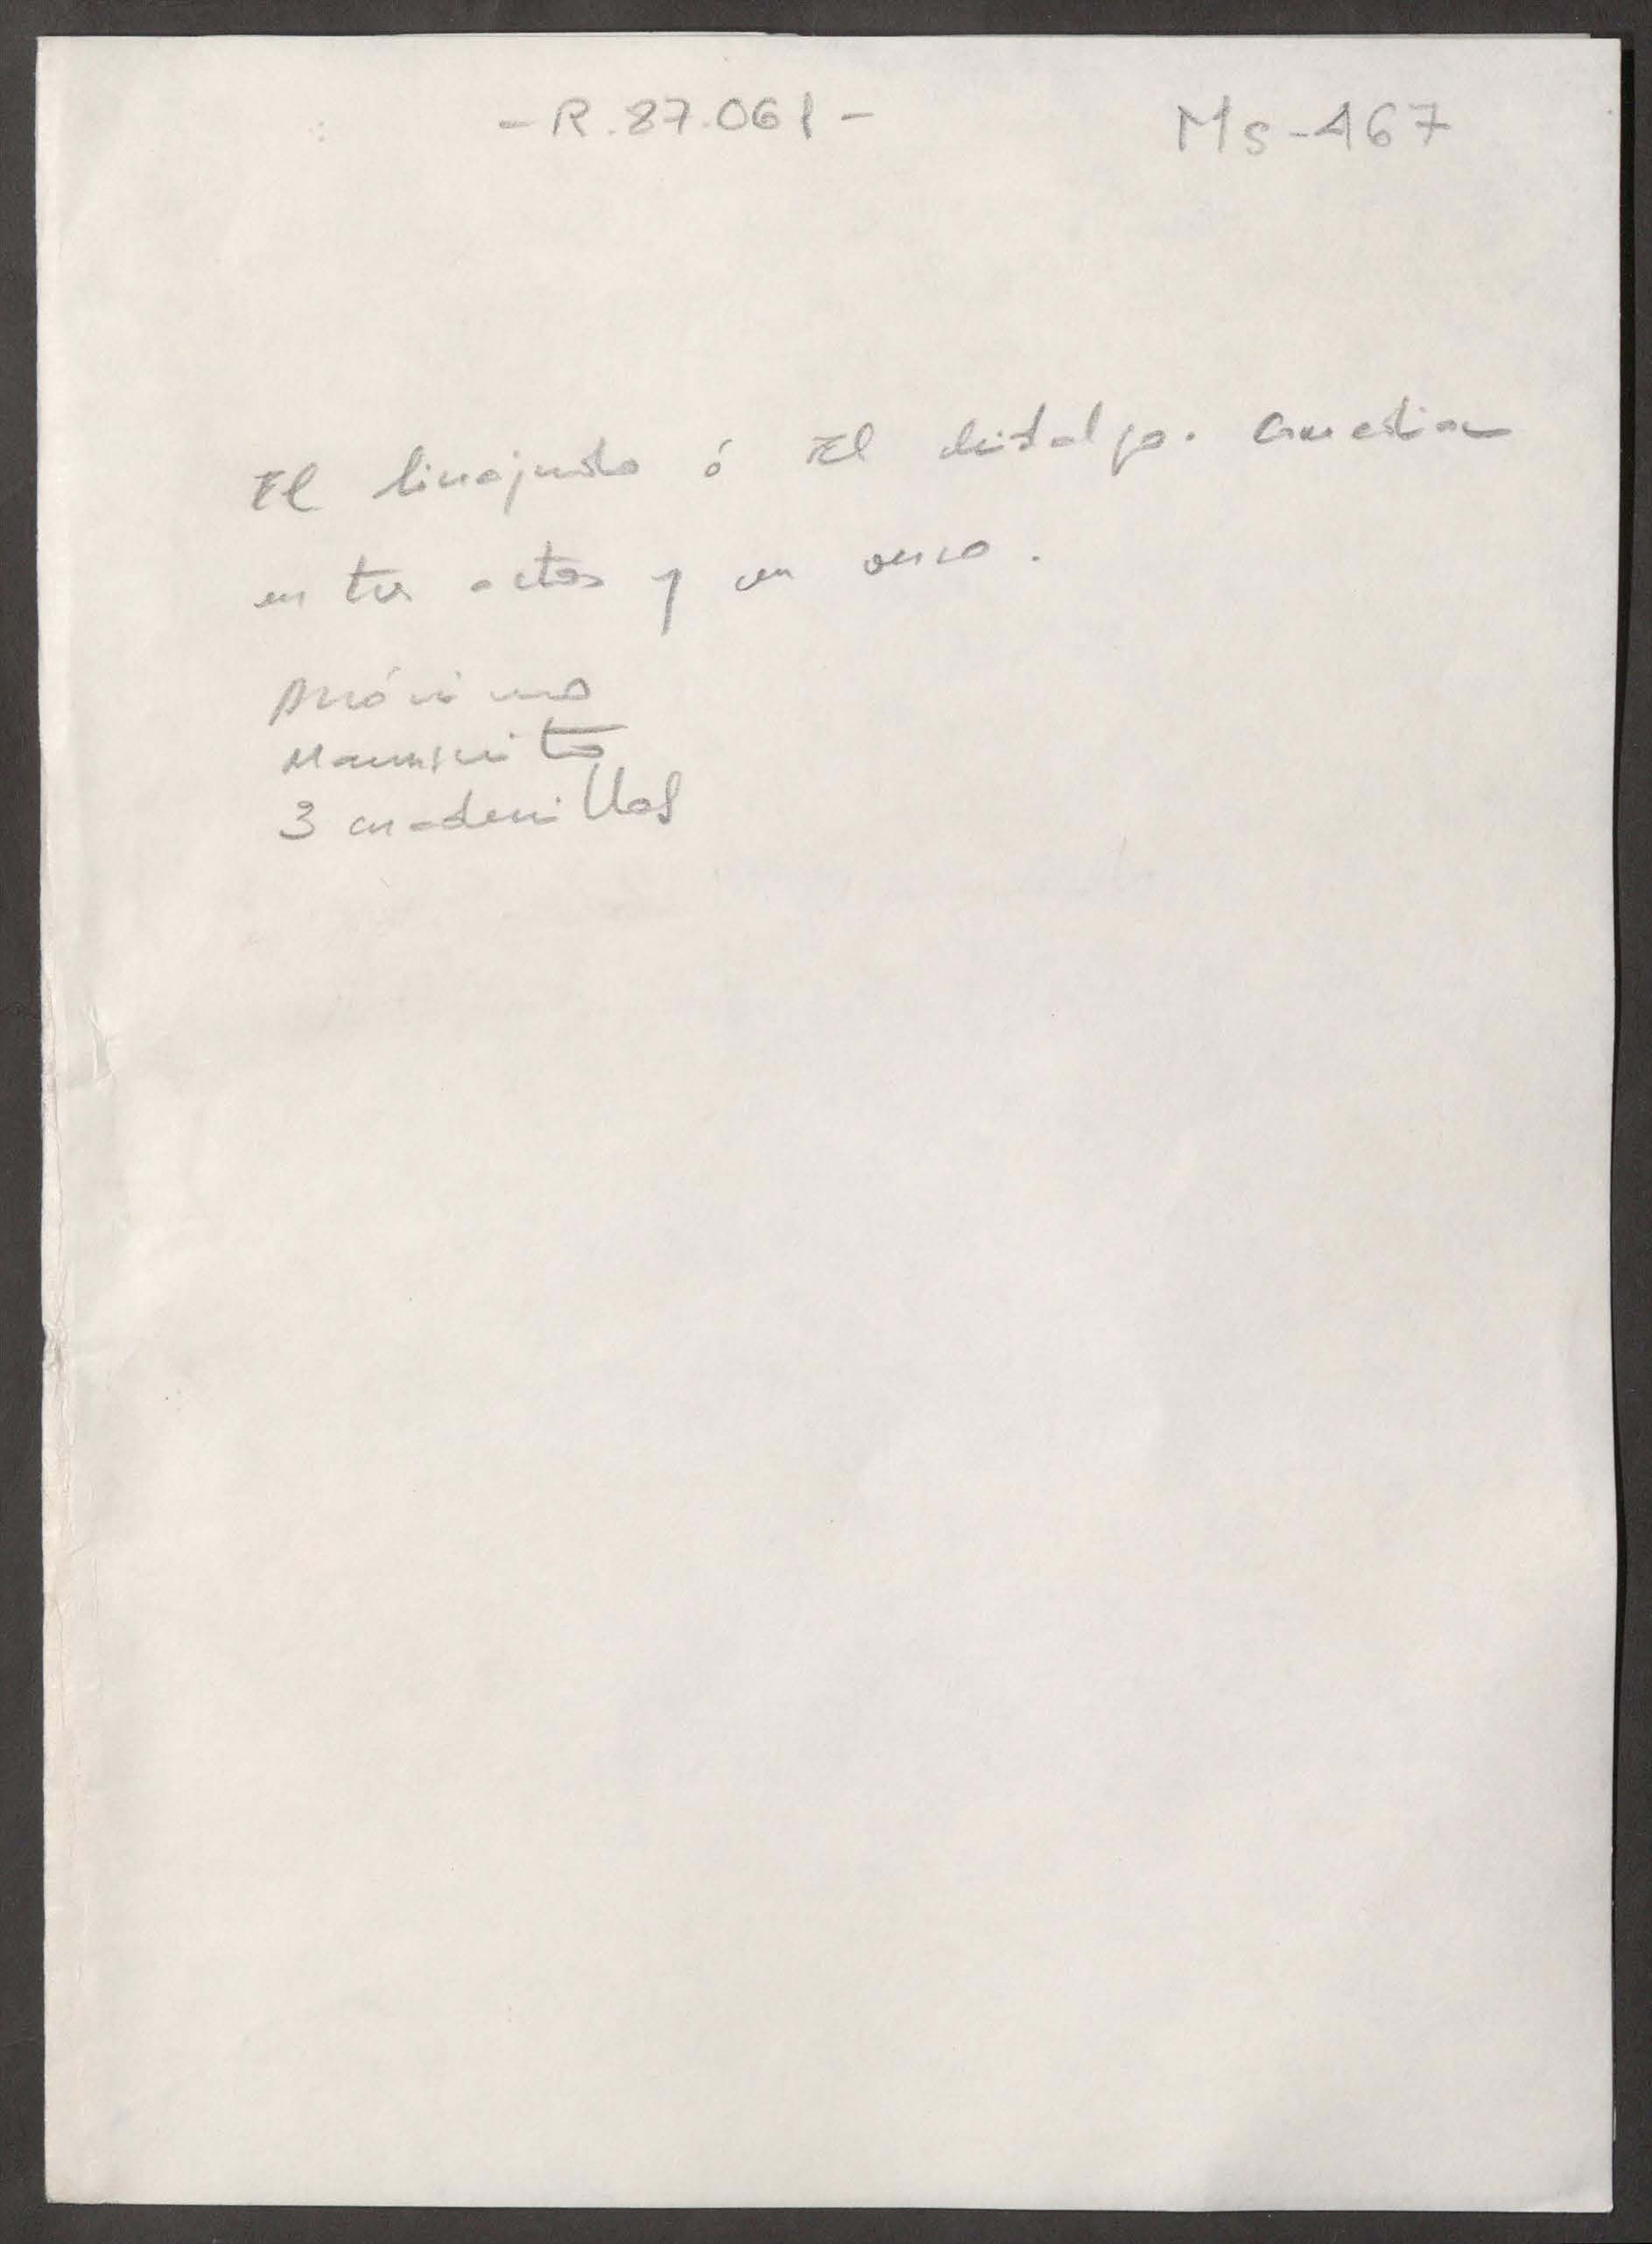 - R. 87.061 -
Ms-467
El linajudo ó El hidalgo. Comedia
en tres actos y en verso.
Anónimo
Manuscrito
3 cuadernillos